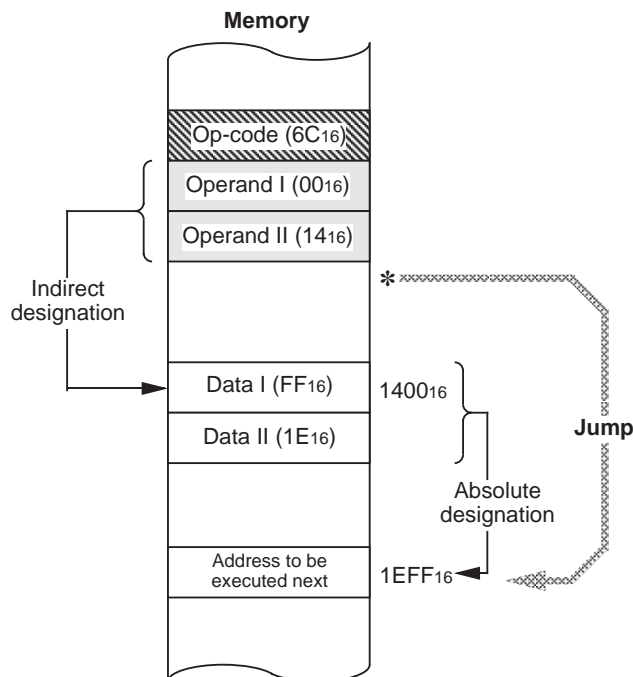 Memory
Op-code (6C16)
Operand I (0016)
Operand II (1416)
*
Indirect
designation
Data I (FF16)
140016
Data II (1E16)
Jump
Absolute
designation
Address to be
executed next
1EFF16